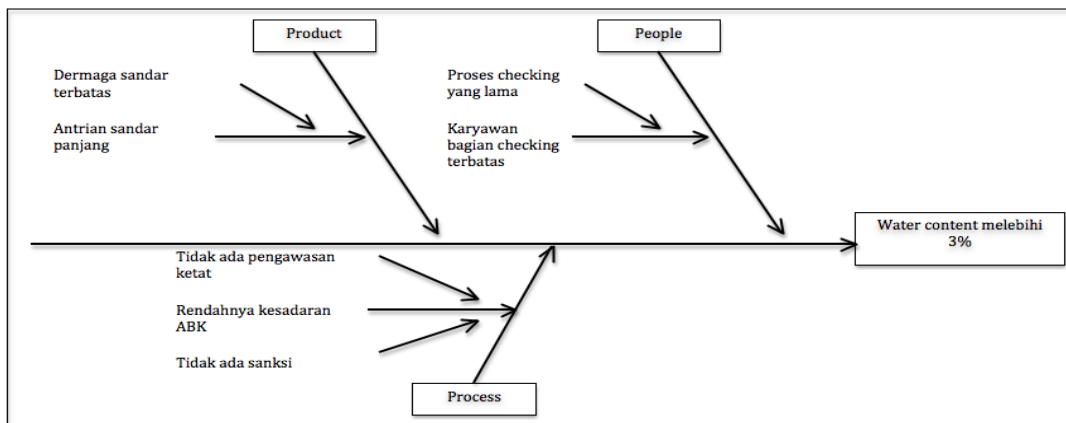 Product
People
Dermaga sandar
terbatas
Antrian sandar
panjang
Proses checking
yang lama
Karyawan
bagian checking
terbatas
Water content melebihi
3%
Tidak ada pengawasan
ketat
Rendahnya kesadaran
ABK
Tidak ada sanksi
Process